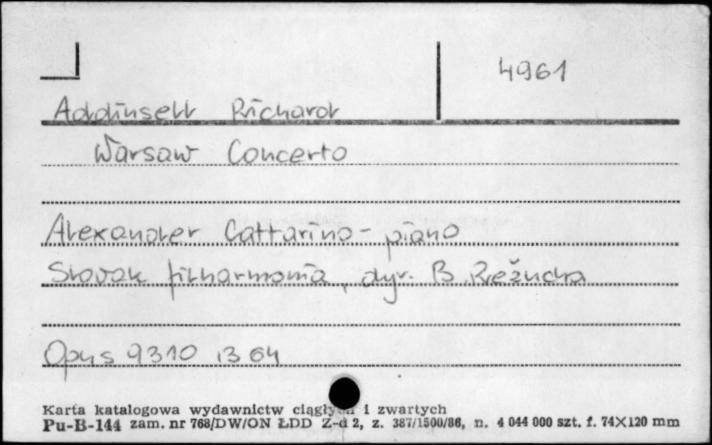 4961
Addinsell Richard
Warsaw Concerto
Alexander Cattarino - piano
Slovak filharmonia, dyr. B. Režucha
Opus 9310 1364
Karta katalogowa wydawnictw ciągłych i zwartych
Pu-B-144 zam. nr 768/DW/ON ŁDD Z-d 2, z. 387/1500/86, n. 4 044 000 szt. f. 74X120 mm